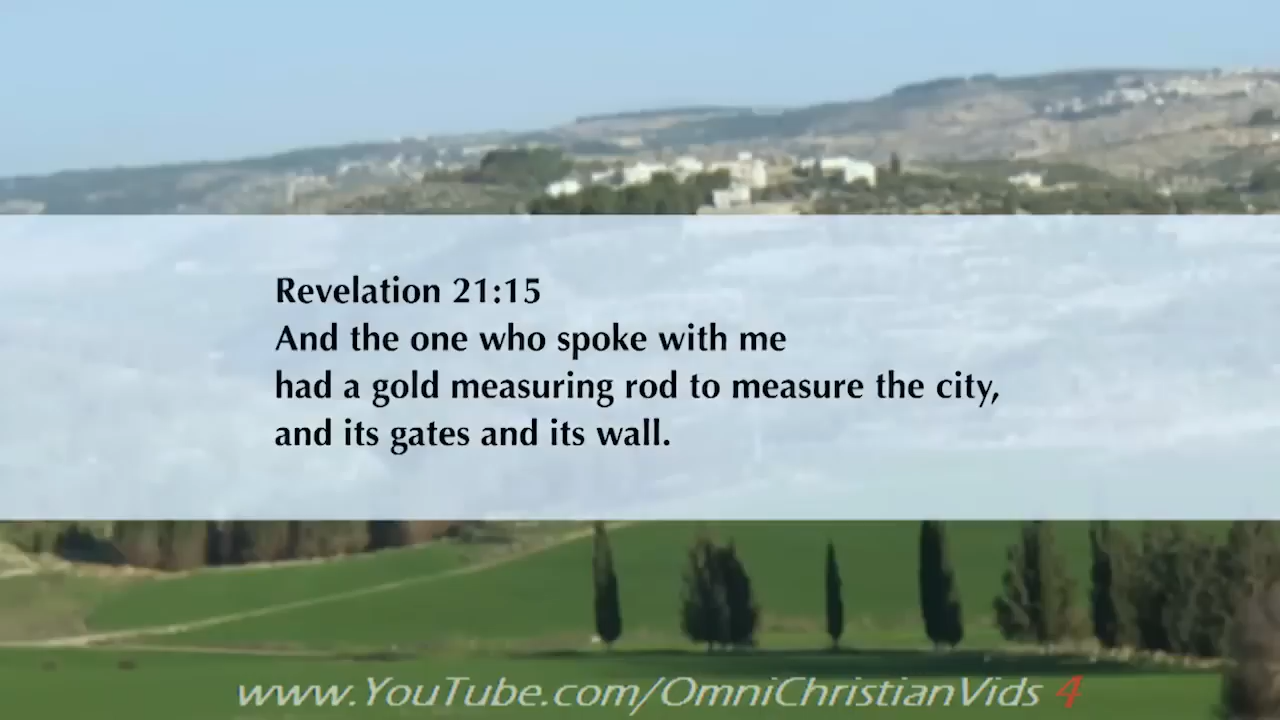 Revelation 21:15
And the one who spoke with me
had a gold measuring rod to measure the city,
and its gates and its wall.
www.YouTube.com/OmniChristianVids 4